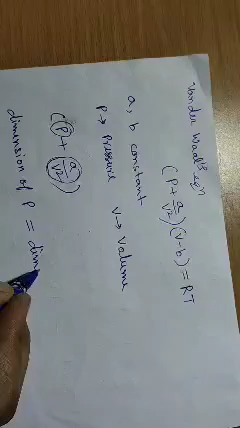 Vander Waal's eqn
(P + a/V²)(V-b) = RT
a, b constant
P → Pressure V → Volume
(P + a/V²)
dimension of P = dim